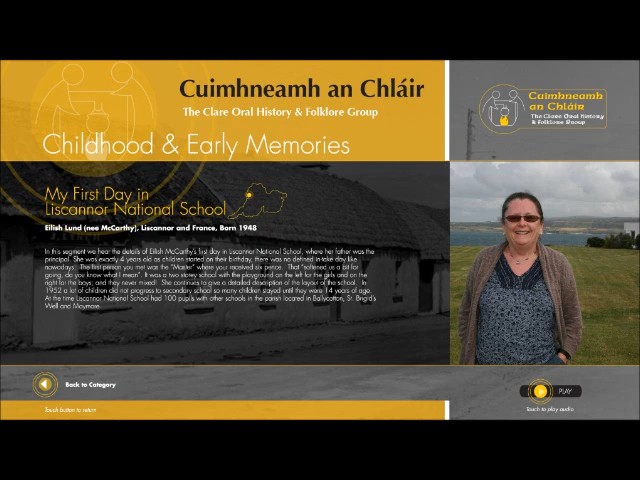 Cuimhneamh an Chláir
The Clare Oral History & Folklore Group
Childhood & Early Memories
Cuimhneamh
an Chláir
The Clare Oral History
& Folklore Group
My First Day in
Liscannor National School
Eilish Lund (nee McCarthy), Liscannor and France, Born 1948
In this segment we hear the details of Eilish McCarthy's first day in Liscannor National School, where her father was the
principal. She was exactly 4 years old as children started on their birthday, there was no defined intake day like
nowadays. The first person you met was the "Master" where you received six pence. That "softened us a bit for
going, do you know what I mean". It was a two storey school with the playground on the left for the girls and on the
right for the boys; and they never mixed! She continues to give a detailed description of the layout of the school. In
1952 a lot of children did not progress to secondary school so many children stayed until they were 14 years of age.
At the time Liscannor National School had 100 pupils with other schools in the parish located in Ballycotton, St. Brigid's
Well and Moymore.
Back to Category
PLAY
Touch button to return
Touch to play audio